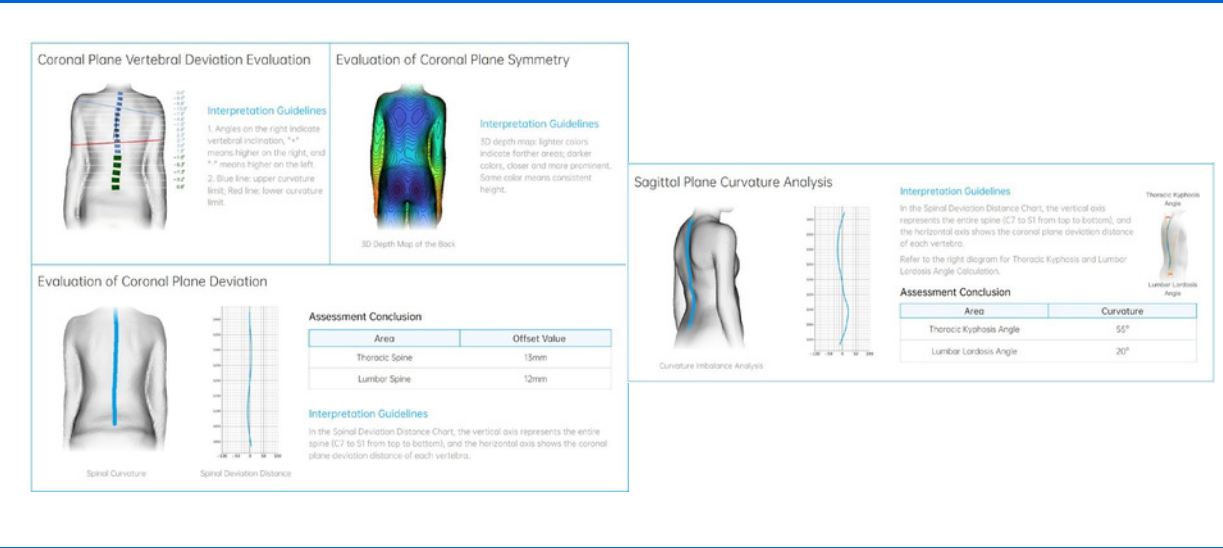 Coronal Plane Vertebral Deviation Evaluation
Interpretation Guidelines
1. Angles on the right indicate
vertebral inclination, "+"
means higher on the right, and
"-" means higher on the left.
2. Blue line: upper curvature
limit; Red line: lower curvature
limit.
Evaluation of Coronal Plane Symmetry
Interpretation Guidelines
3D depth map: lighter colors
indicate farther areas; darker
colors, closer and more prominent.
Same color means consistent
height.
3D Depth Map of the Back
Evaluation of Coronal Plane Deviation
Spinal Curvature
-100 -50 0 50 100
Spinal Deviation Distance
Assessment Conclusion
Area Offset Value
Thoracic Spine 13mm
Lumbar Spine 12mm
Interpretation Guidelines
In the Spinal Deviation Distance Chart, the vertical axis represents the entire
spine (C7 to S1 from top to bottom), and the horizontal axis shows the coronal
plane deviation distance of each vertebra.
Sagittal Plane Curvature Analysis
Curvature Imbalance Analysis
-100 -50 0 50 100
Interpretation Guidelines
In the Spinal Deviation Distance Chart, the vertical axis
represents the entire spine (C7 to S1 from top to bottom), and
the horizontal axis shows the coronal plane deviation distance
of each vertebra.
Refer to the right diagram for Thoracic Kyphosis and Lumbar
Lordosis Angle Calculation.
Thoracic Kyphosis
Angle
Lumbar Lordosis
Angle
Assessment Conclusion
Area Curvature
Thoracic Kyphosis Angle 55°
Lumbar Lordosis Angle 20°